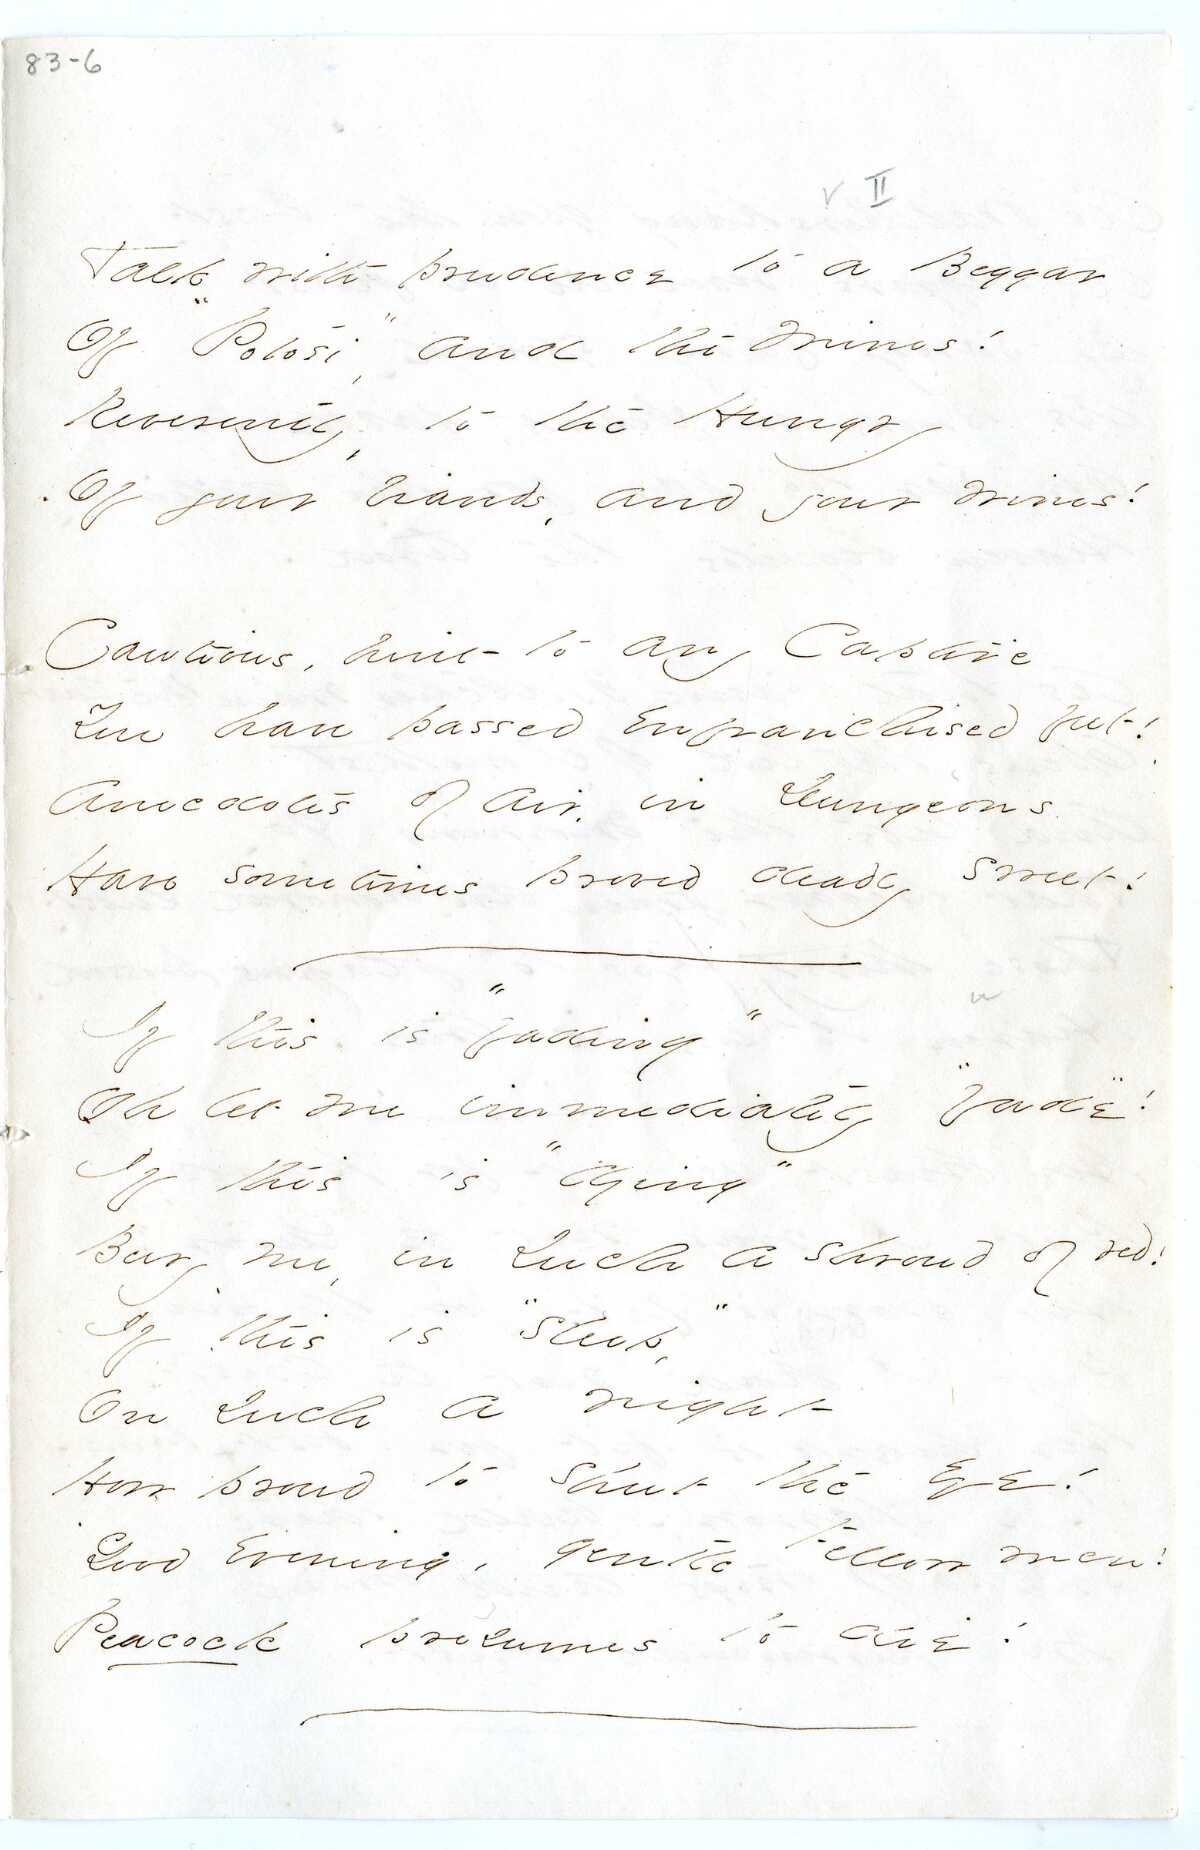 83-6
v II
Talk with prudence to a Beggar
Of "Potosi," and the mines!
Reverently, to the Hungry
Of your viands, and your wines!
Cautious, hint to any Captive
You have passed enfranchised feet!
Anecdotes of air, in Dungeons
Have sometimes proved deadly sweet!
If this is "fading"
Oh let me immediately "fade"!
If this is "dying"
Bury me, in such a shroud of red!
If this is "sleep,"
On such a night
How proud to shut the Eye!
Good evening, gentle Fellow men!
Peacock presumes to die!